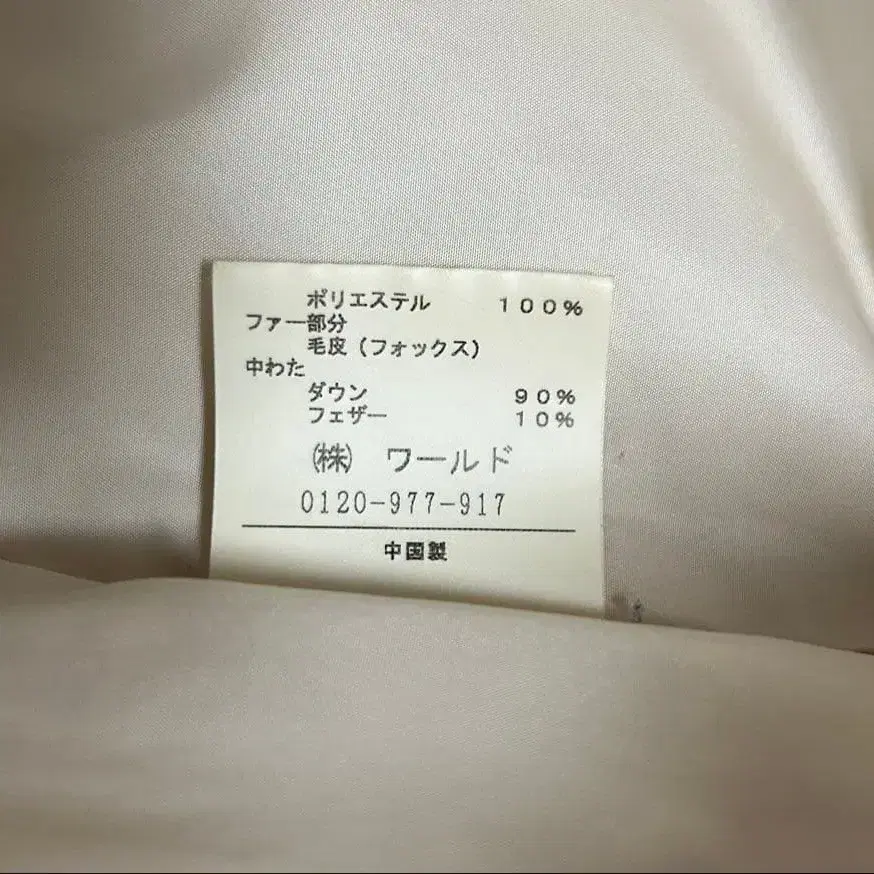 ポリエステル １００％
ファー部分
毛皮（フォックス）
中わた
ダウン ９０％
フェザー １０％
㈱ ワールド
0120-977-917
中国製